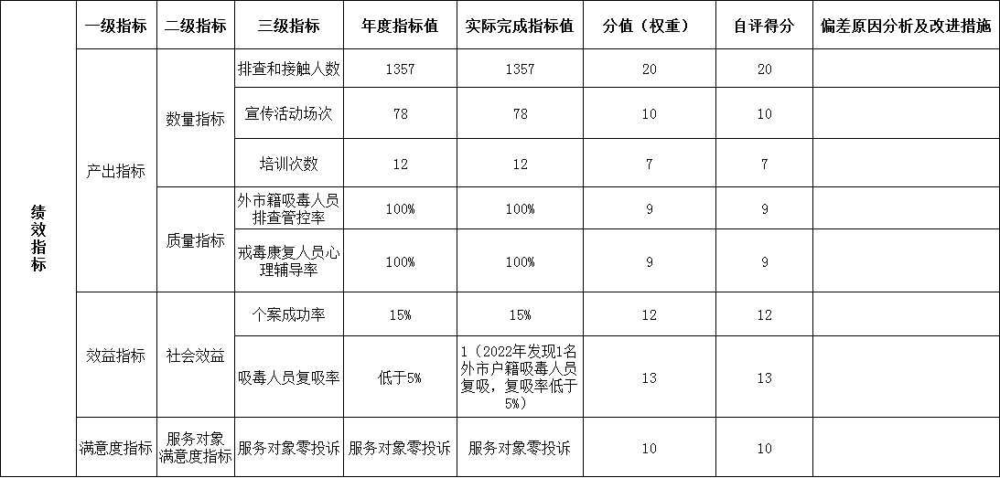 一级指标 二级指标 三级指标 年度指标值 实际完成指标值 分值（权重） 自评得分 偏差原因分析及改进措施
绩效指标
产出指标
数量指标
排查和接触人数 1357 1357 20 20
宣传活动场次 78 78 10 10
培训次数 12 12 7 7
质量指标
外市籍吸毒人员
排查管控率 100% 100% 9 9
戒毒康复人员心
理辅导率 100% 100% 9 9
效益指标
社会效益
个案成功率 15% 15% 12 12
吸毒人员复吸率 低于5%
1（2022年发现1名
外市户籍吸毒人员
复吸，复吸率低于
5%）
13 13
满意度指标
服务对象
满意度指标
服务对象零投诉 服务对象零投诉 服务对象零投诉 10 10